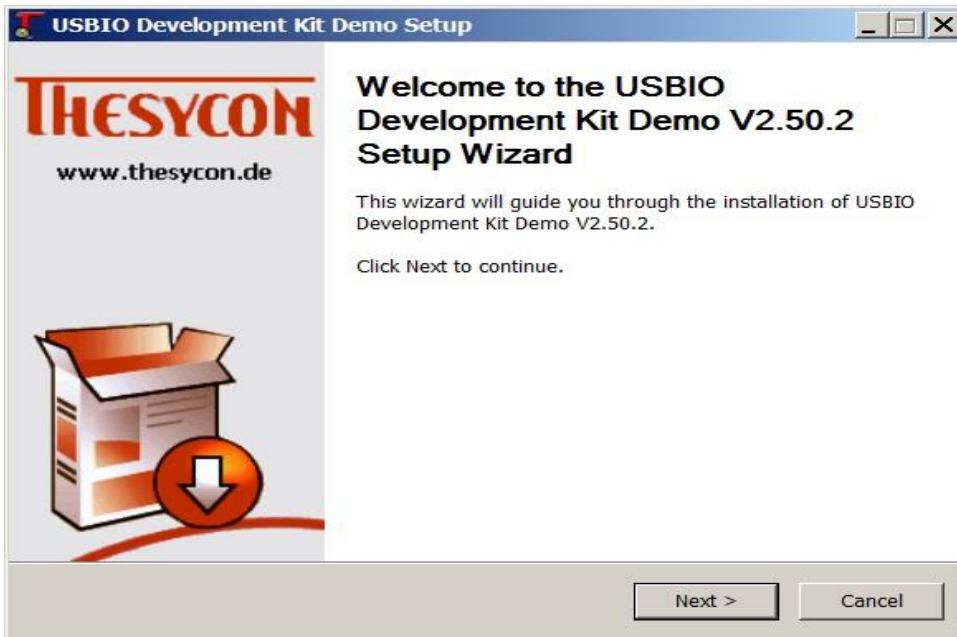 USBIO Development Kit Demo Setup
THESYCON
www.thesycon.de
Welcome to the USBIO
Development Kit Demo V2.50.2
Setup Wizard
This wizard will guide you through the installation of USBIO
Development Kit Demo V2.50.2.
Click Next to continue.
Next >
Cancel